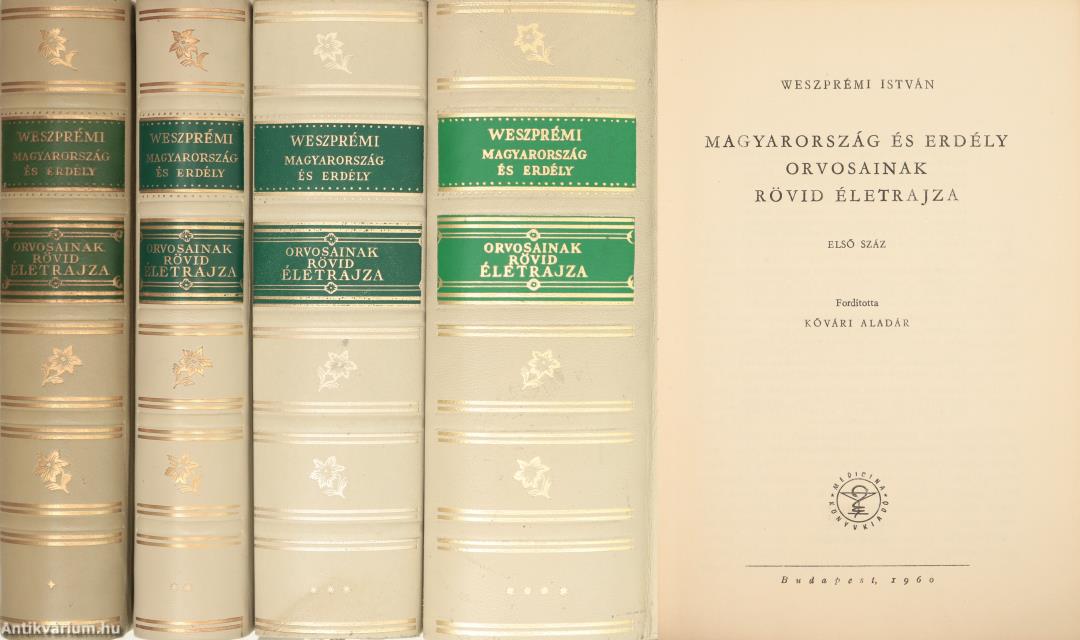 WESZPRÉMI
MAGYARORSZÁG
ÉS ERDÉLY
ORVOSAINAK
RÖVID
ÉLETRAJZA
WESZPRÉMI
MAGYARORSZÁG
ÉS ERDÉLY
ORVOSAINAK
RÖVID
ÉLETRAJZA
WESZPRÉMI
MAGYARORSZÁG
ÉS ERDÉLY
ORVOSAINAK
RÖVID
ÉLETRAJZA
WESZPRÉMI
MAGYARORSZÁG
ÉS ERDÉLY
ORVOSAINAK
RÖVID
ÉLETRAJZA
WESZPRÉMI ISTVÁN
MAGYARORSZÁG ÉS ERDÉLY
ORVOSAINAK
RÖVID ÉLETRAJZA
ELSŐ SZÁZ
Fordította
KŐVÁRI ALADÁR
MEDICINA
KÖNYVKIADÓ
Budapest, 1960
Antikvárium.hu